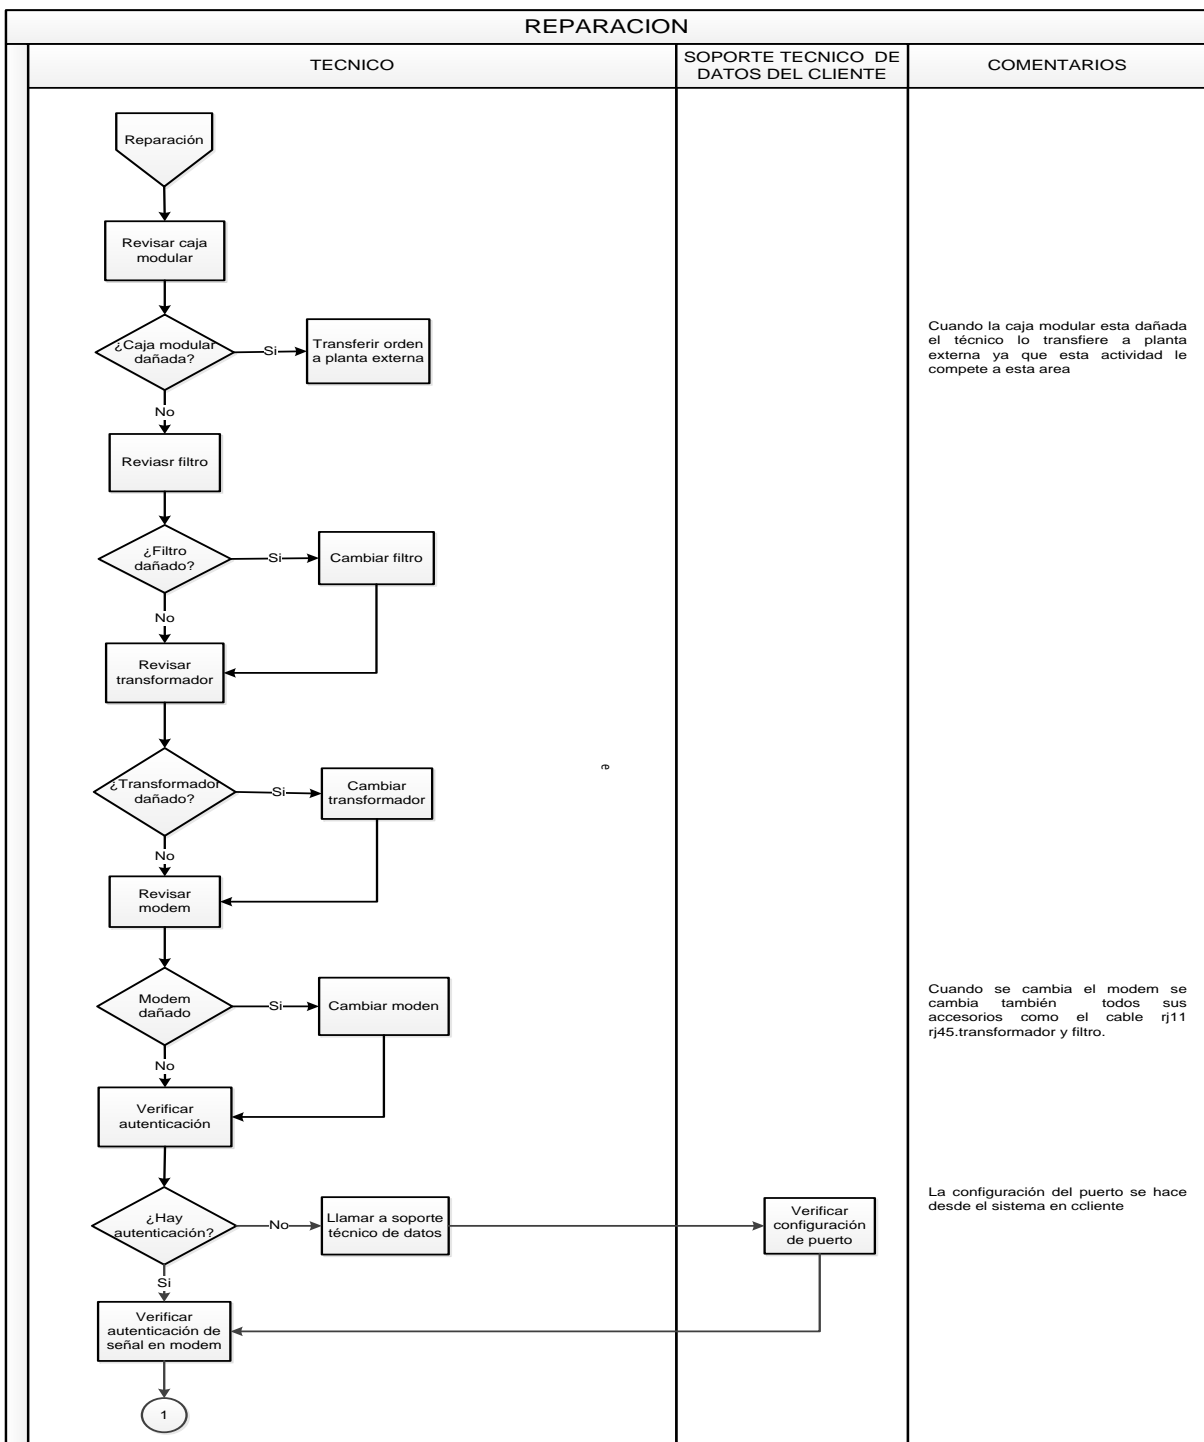 REPARACION
TECNICO
SOPORTE TECNICO DE
DATOS DEL CLIENTE
COMENTARIOS
Reparación
Revisar caja
modular
¿Caja modular
dañada?
Si
Transferir orden
a planta externa
Cuando la caja modular esta dañada
el técnico lo transfiere a planta
externa ya que esta actividad le
compete a esta area
No
Reviasr filtro
¿Filtro
dañado?
Si
Cambiar filtro
No
Revisar
transformador
¿Transformador
dañado?
Si
Cambiar
transformador
e
No
Revisar
modem
Modem
dañado
Si
Cambiar moden
Cuando se cambia el modem se
cambia también todos sus
accesorios como el cable rj11
rj45.transformador y filtro.
No
Verificar
autenticación
¿Hay
autenticación?
No
Llamar a soporte
técnico de datos
Verificar
configuración
de puerto
La configuración del puerto se hace
desde el sistema en ccliente
Si
Verificar
autenticación de
señal en modem
1